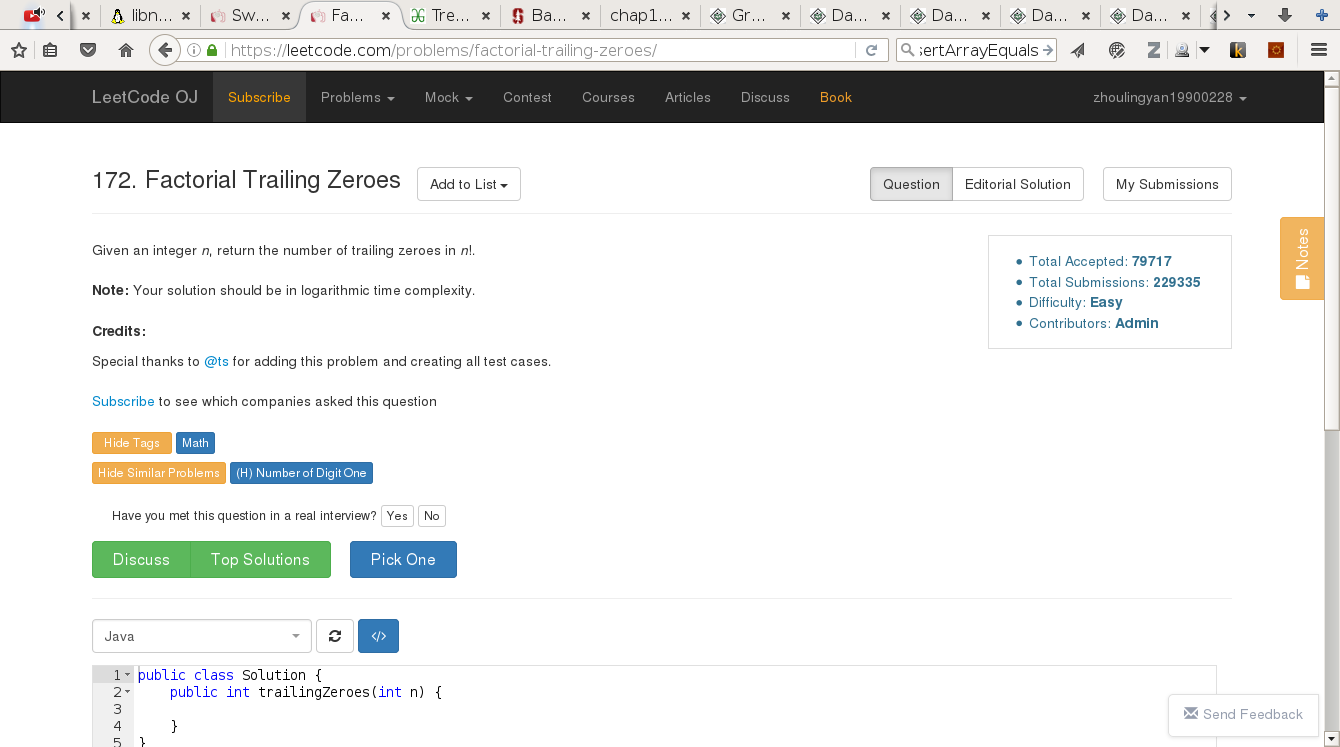 libn...
Sw...
Fa...
Tre...
Ba...
chap1...
Gr...
Da...
Da...
Da...
Da...
https://leetcode.com/problems/factorial-trailing-zeroes/
sertArrayEquals
LeetCode OJ Subscribe Problems Mock Contest Courses Articles Discuss Book zhoulingyan19900228
172. Factorial Trailing Zeroes Add to List Question Editorial Solution My Submissions
Given an integer n, return the number of trailing zeroes in n!.
Note: Your solution should be in logarithmic time complexity.
Credits:
Special thanks to @ts for adding this problem and creating all test cases.
Subscribe to see which companies asked this question
Total Accepted: 79717
Total Submissions: 229335
Difficulty: Easy
Contributors: Admin
Notes
Hide Tags Math
Hide Similar Problems (H) Number of Digit One
Have you met this question in a real interview? Yes No
Discuss Top Solutions Pick One
Java </>
1 public class Solution {
2 public int trailingZeroes(int n) {
3
4 }
5 }
Send Feedback